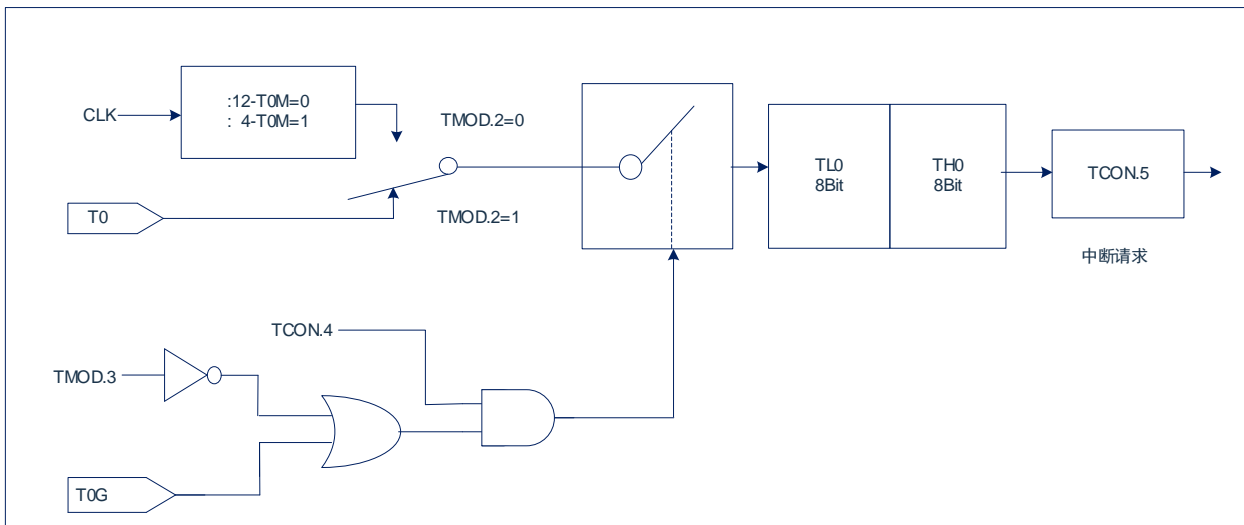 :12-T0M=0
: 4-T0M=1
CLK
TMOD.2=0
T0
TMOD.2=1
TL0
8Bit
TH0
8Bit
TCON.5
中断请求
TCON.4
TMOD.3
T0G